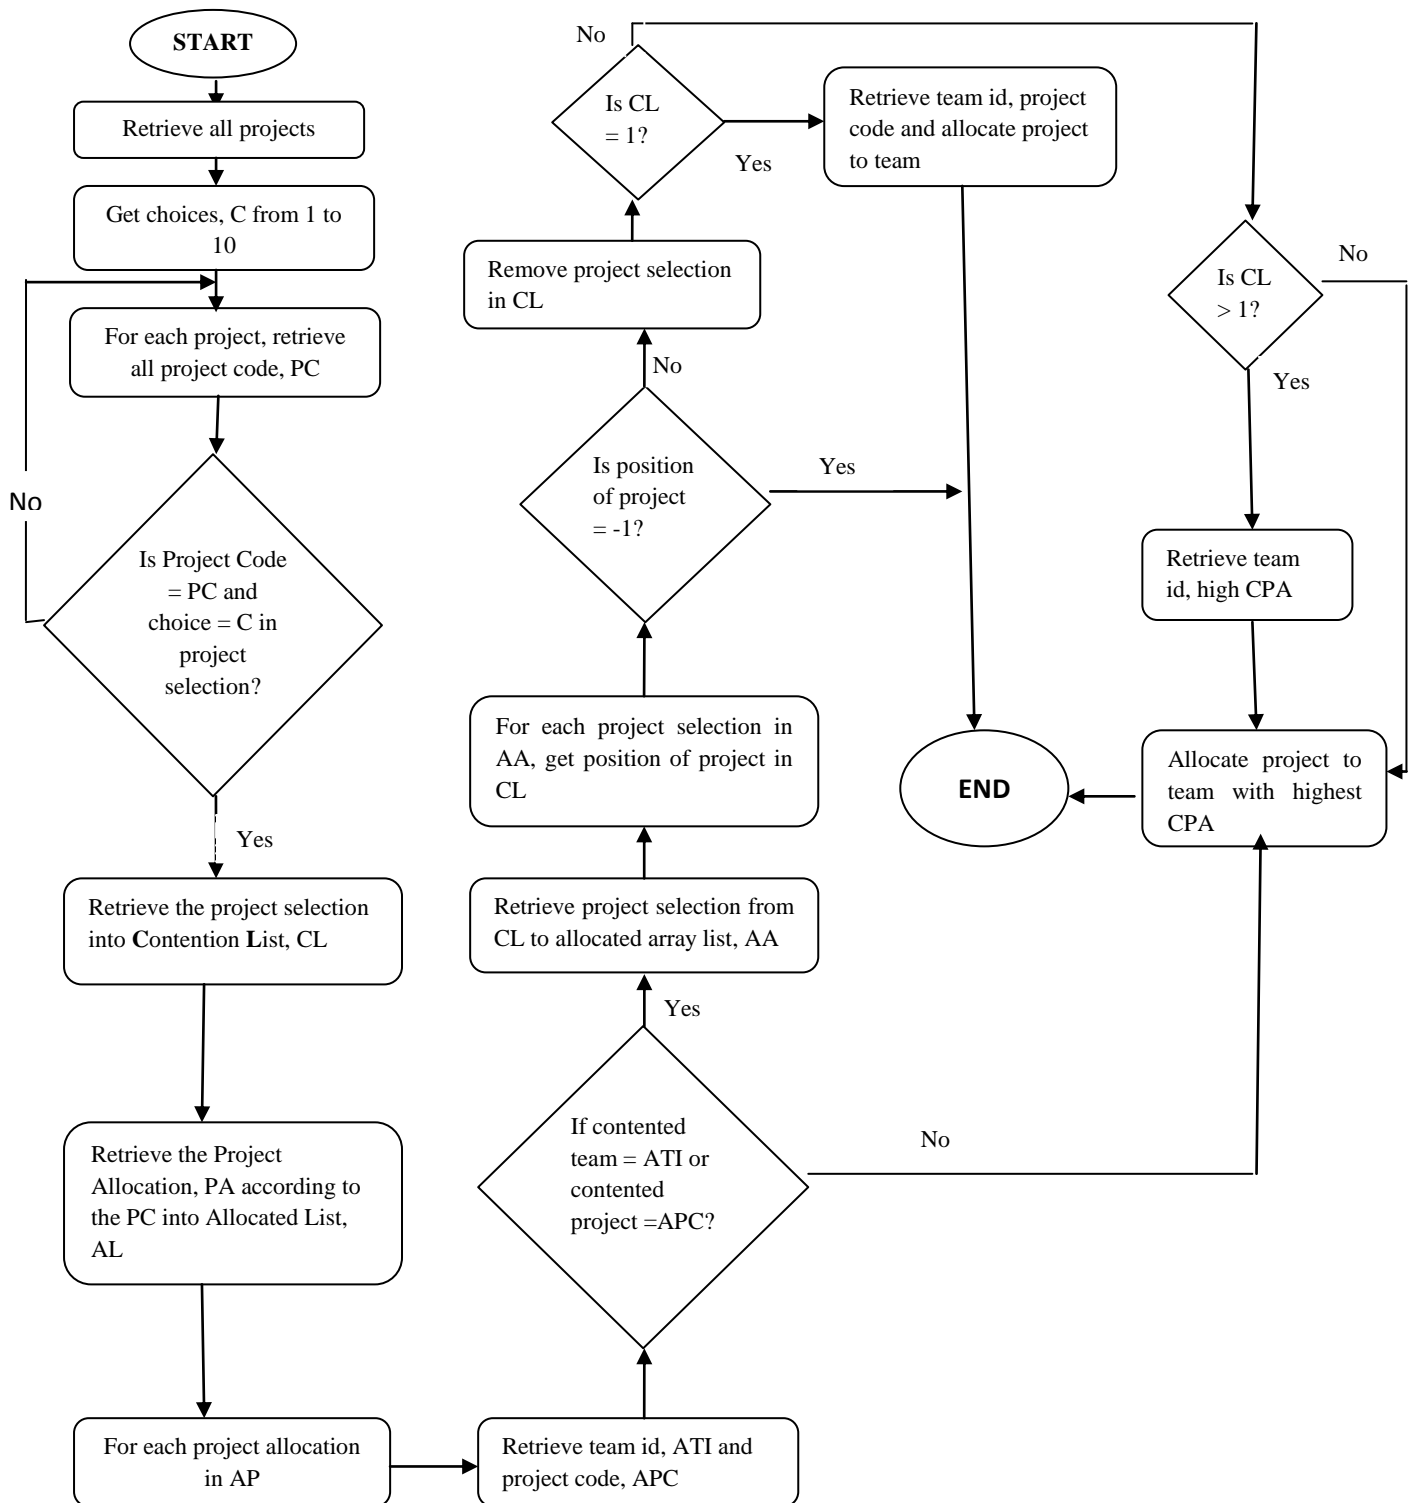 START
Retrieve all projects
Get choices, C from 1 to
10
For each project, retrieve
all project code, PC
No
Is Project Code
= PC and
choice = C in
project
selection?
Yes
Retrieve the project selection
into Contention List, CL
Retrieve the Project
Allocation, PA according to
the PC into Allocated List,
AL
For each project allocation
in AP
Retrieve team id, ATI and
project code, APC
If contented
team = ATI or
contented
project =APC?
No
Yes
Retrieve project selection from
CL to allocated array list, AA
For each project selection in
AA, get position of project in
CL
Is position
of project
= -1?
Yes
No
Remove project selection
in CL
Is CL
= 1?
No
Yes
Retrieve team id, project
code and allocate project
to team
Is CL
> 1?
No
Yes
Retrieve team
id, high CPA
Allocate project to
team with highest
CPA
END